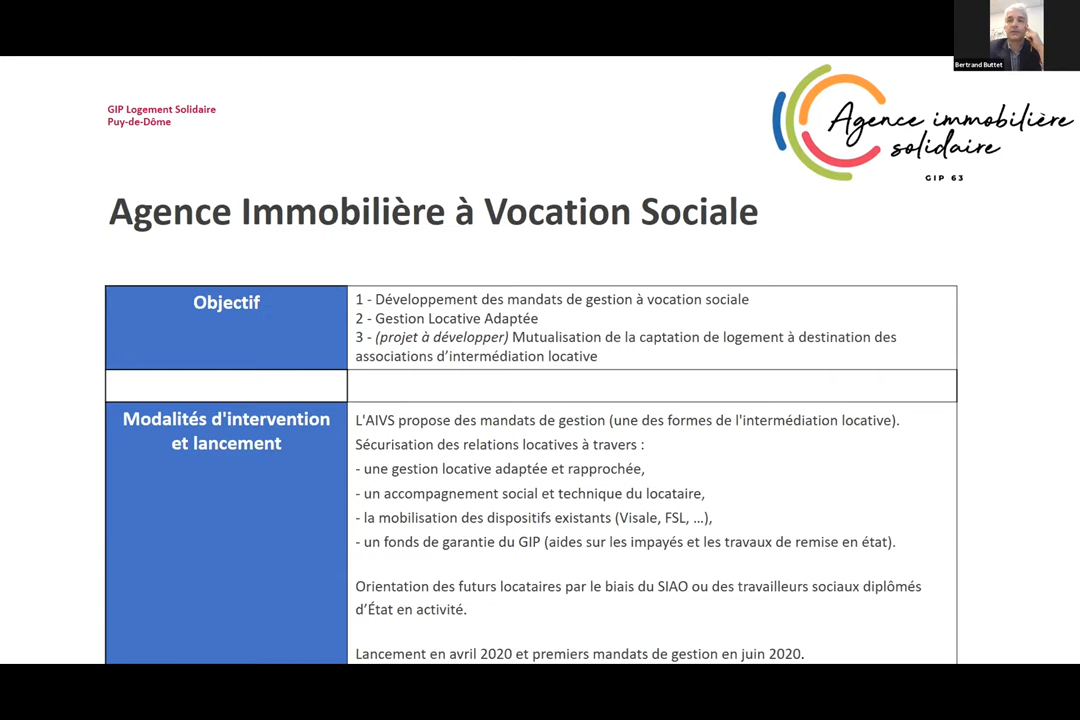 Bertrand Buttet
GIP Logement Solidaire
Puy-de-Dôme
Agence immobilière
solidaire
GIP 63
Agence Immobilière à Vocation Sociale
Objectif
1 - Développement des mandats de gestion à vocation sociale
2 - Gestion Locative Adaptée
3 - (projet à développer) Mutualisation de la captation de logement à destination des
associations d'intermédiation locative
Modalités d'intervention
et lancement
L'AIVS propose des mandats de gestion (une des formes de l'intermédiation locative).
Sécurisation des relations locatives à travers :
- une gestion locative adaptée et rapprochée,
- un accompagnement social et technique du locataire,
- la mobilisation des dispositifs existants (Visale, FSL, …),
- un fonds de garantie du GIP (aides sur les impayés et les travaux de remise en état).
Orientation des futurs locataires par le biais du SIAO ou des travailleurs sociaux diplômés
d'État en activité.
Lancement en avril 2020 et premiers mandats de gestion en juin 2020.